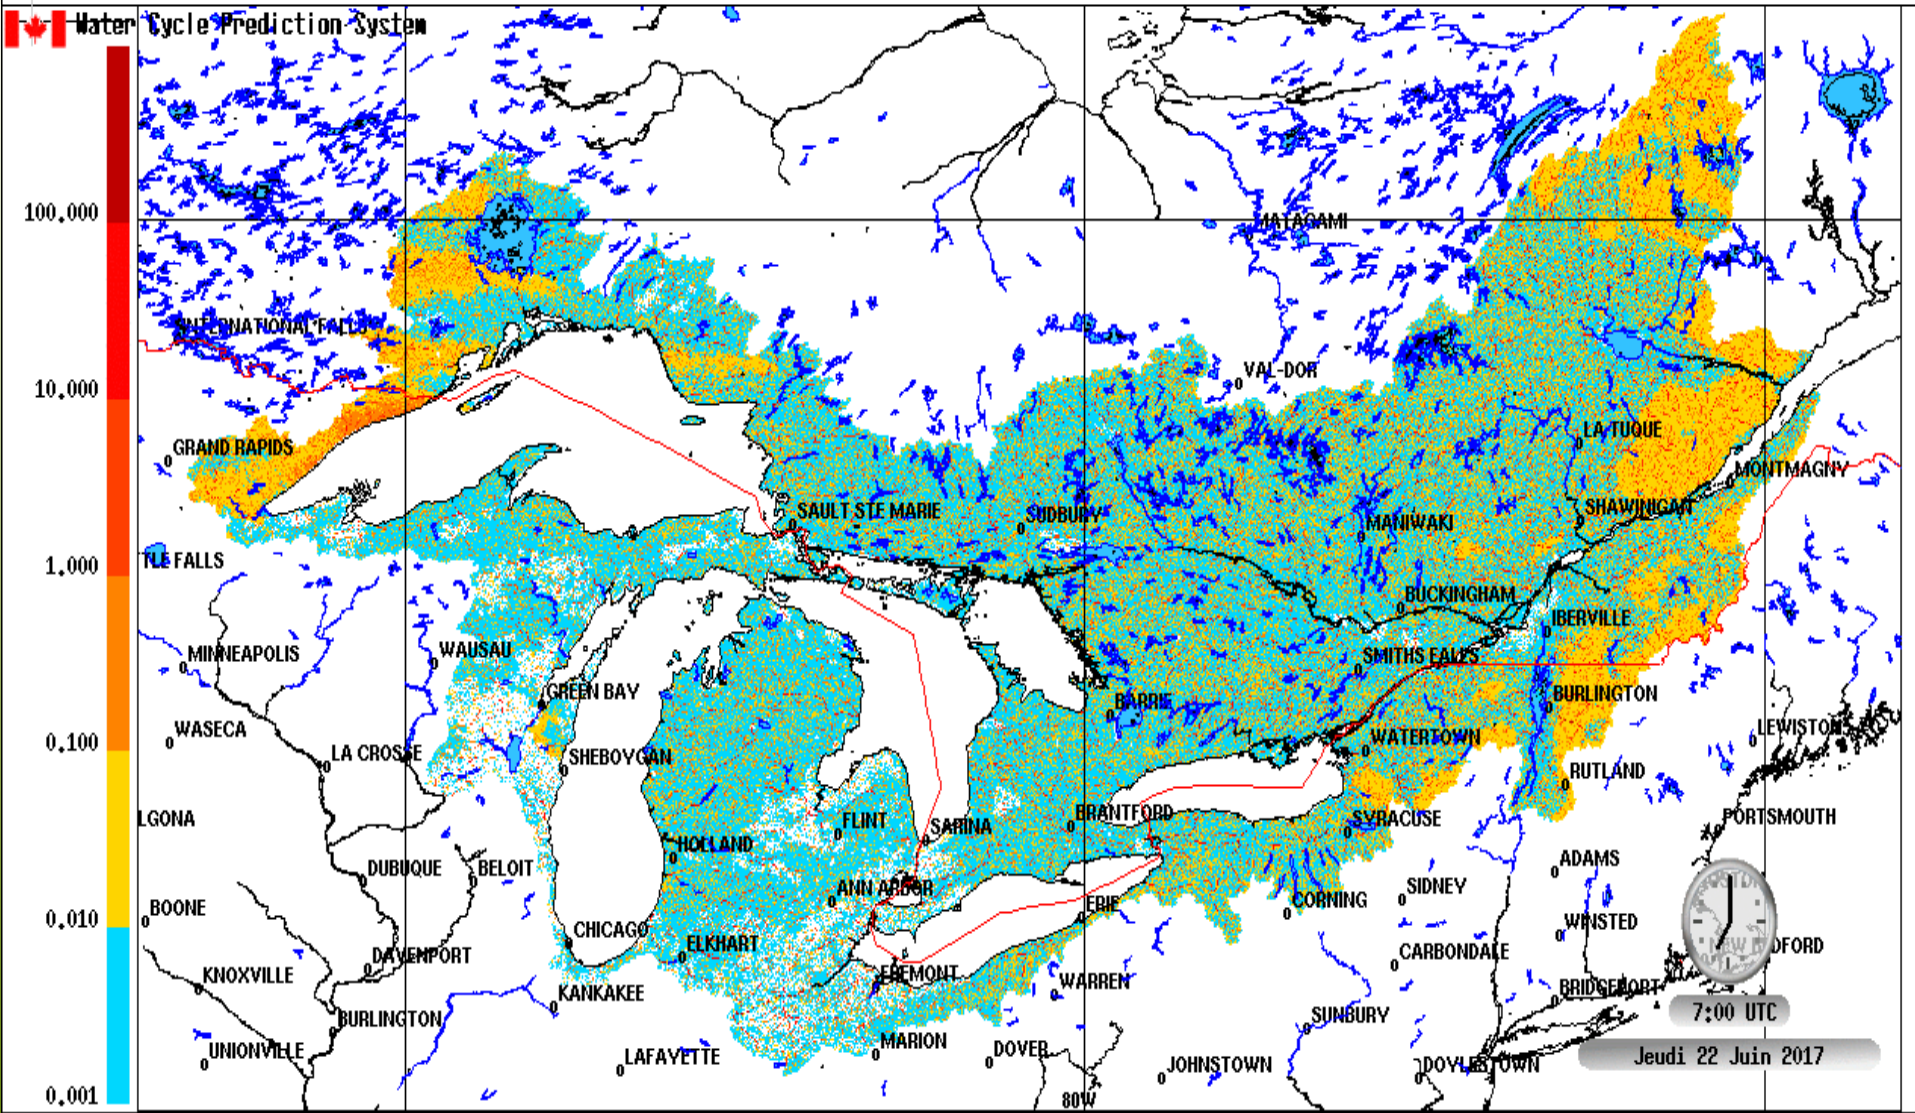 Water Cycle Prediction System
100.000
MATAGAMI
INTERNATIONAL FALLS
10.000
VAL-DOR
GRAND RAPIDS
LA TUQUE
MONTMAGNY
SAULT STE MARIE
SUDBURY
SHAWINIGAN
MANIWAKI
1.000
TLE FALLS
BUCKINGHAM
IBERVILLE
MINNEAPOLIS
WAUSAU
SMITHS FALLS
GREEN BAY
BURLINGTON
BARRIE
WASECA
LEWISTON
0.100
LA CROSSE
SHEBOYGAN
WATERTOWN
RUTLAND
LGONA
FLINT
SARINA
BRANTFORD
SYRACUSE
PORTSMOUTH
HOLLAND
DUBUQUE
BELOIT
ADAMS
ANN ARBOR
SIDNEY
BOONE
0.010
ERIE
CORNING
WINSTED
CHICAGO
ELKHART
DFORD
DAVENPORT
CARBONDALE
KNOXVILLE
FREMONT
WARREN
KANKAKEE
BRIDGEPORT
7:00 UTC
BURLINGTON
SUNBURY
UNIONVILLE
MARION
DOVER
LAFAYETTE
Jeudi 22 Juin 2017
JOHNSTOWN
DOYLESTOWN
0.001
80W